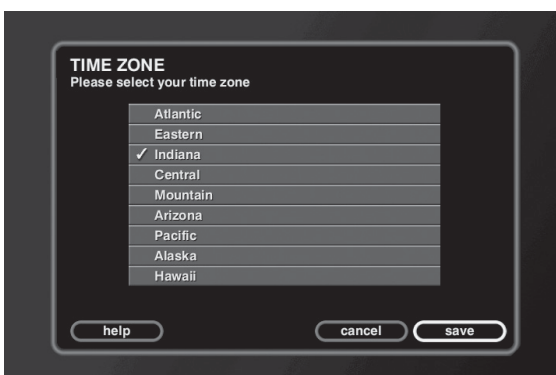 TIME ZONE
Please select your time zone
Atlantic
Eastern
✓ Indiana
Central
Mountain
Arizona
Pacific
Alaska
Hawaii
help cancel save